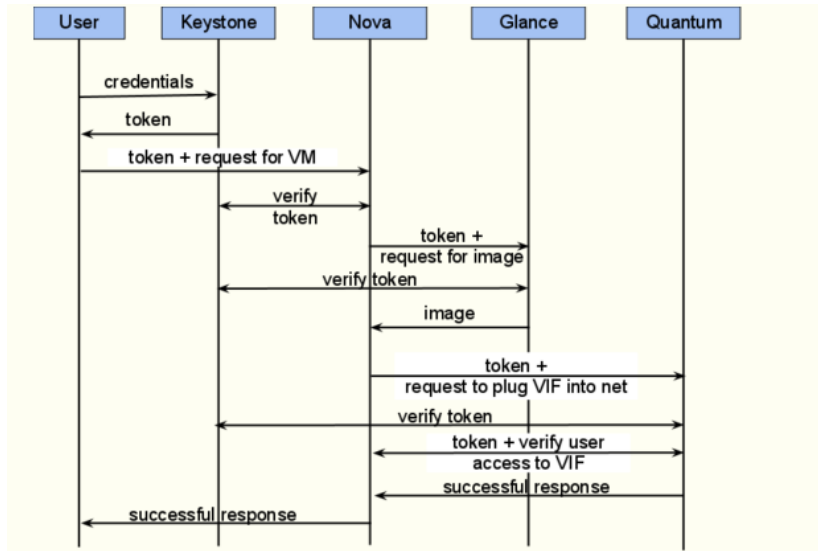 User
Keystone
Nova
Glance
Quantum
credentials
token
token + request for VM
verify
token
token +
request for image
verify token
image
token +
request to plug VIF into net
verify token
token + verify user
access to VIF
successful response
successful response